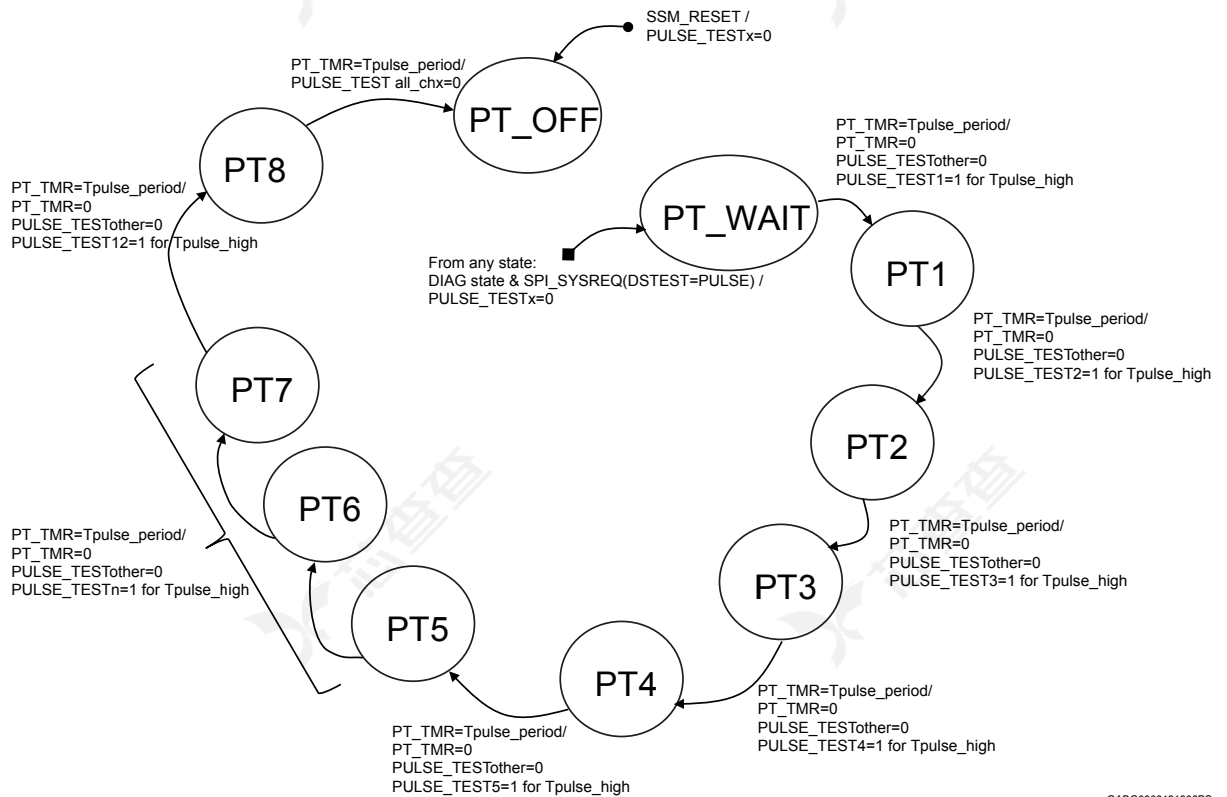 SSM_RESET /
PULSE_TESTx=0
PT_TMR=Tpulse_period/
PULSE_TEST all_chx=0
PT_OFF
PT8
PT_TMR=Tpulse_period/
PT_TMR=0
PULSE_TESTother=0
PULSE_TEST1=1 for Tpulse_high
PT_WAIT
PT_TMR=Tpulse_period/
PT_TMR=0
PULSE_TESTother=0
PULSE_TEST12=1 for Tpulse_high
From any state:
DIAG state & SPI_SYSREQ(DSTEST=PULSE) /
PULSE_TESTx=0
PT1
PT_TMR=Tpulse_period/
PT_TMR=0
PULSE_TESTother=0
PULSE_TEST2=1 for Tpulse_high
PT7
PT2
PT6
PT_TMR=Tpulse_period/
PT_TMR=0
PULSE_TESTother=0
PULSE_TESTn=1 for Tpulse_high
PT_TMR=Tpulse_period/
PT_TMR=0
PULSE_TESTother=0
PULSE_TEST3=1 for Tpulse_high
PT3
PT5
PT4
PT_TMR=Tpulse_period/
PT_TMR=0
PULSE_TESTother=0
PULSE_TEST4=1 for Tpulse_high
PT_TMR=Tpulse_period/
PT_TMR=0
PULSE_TESTother=0
PULSE_TEST5=1 for Tpulse_high